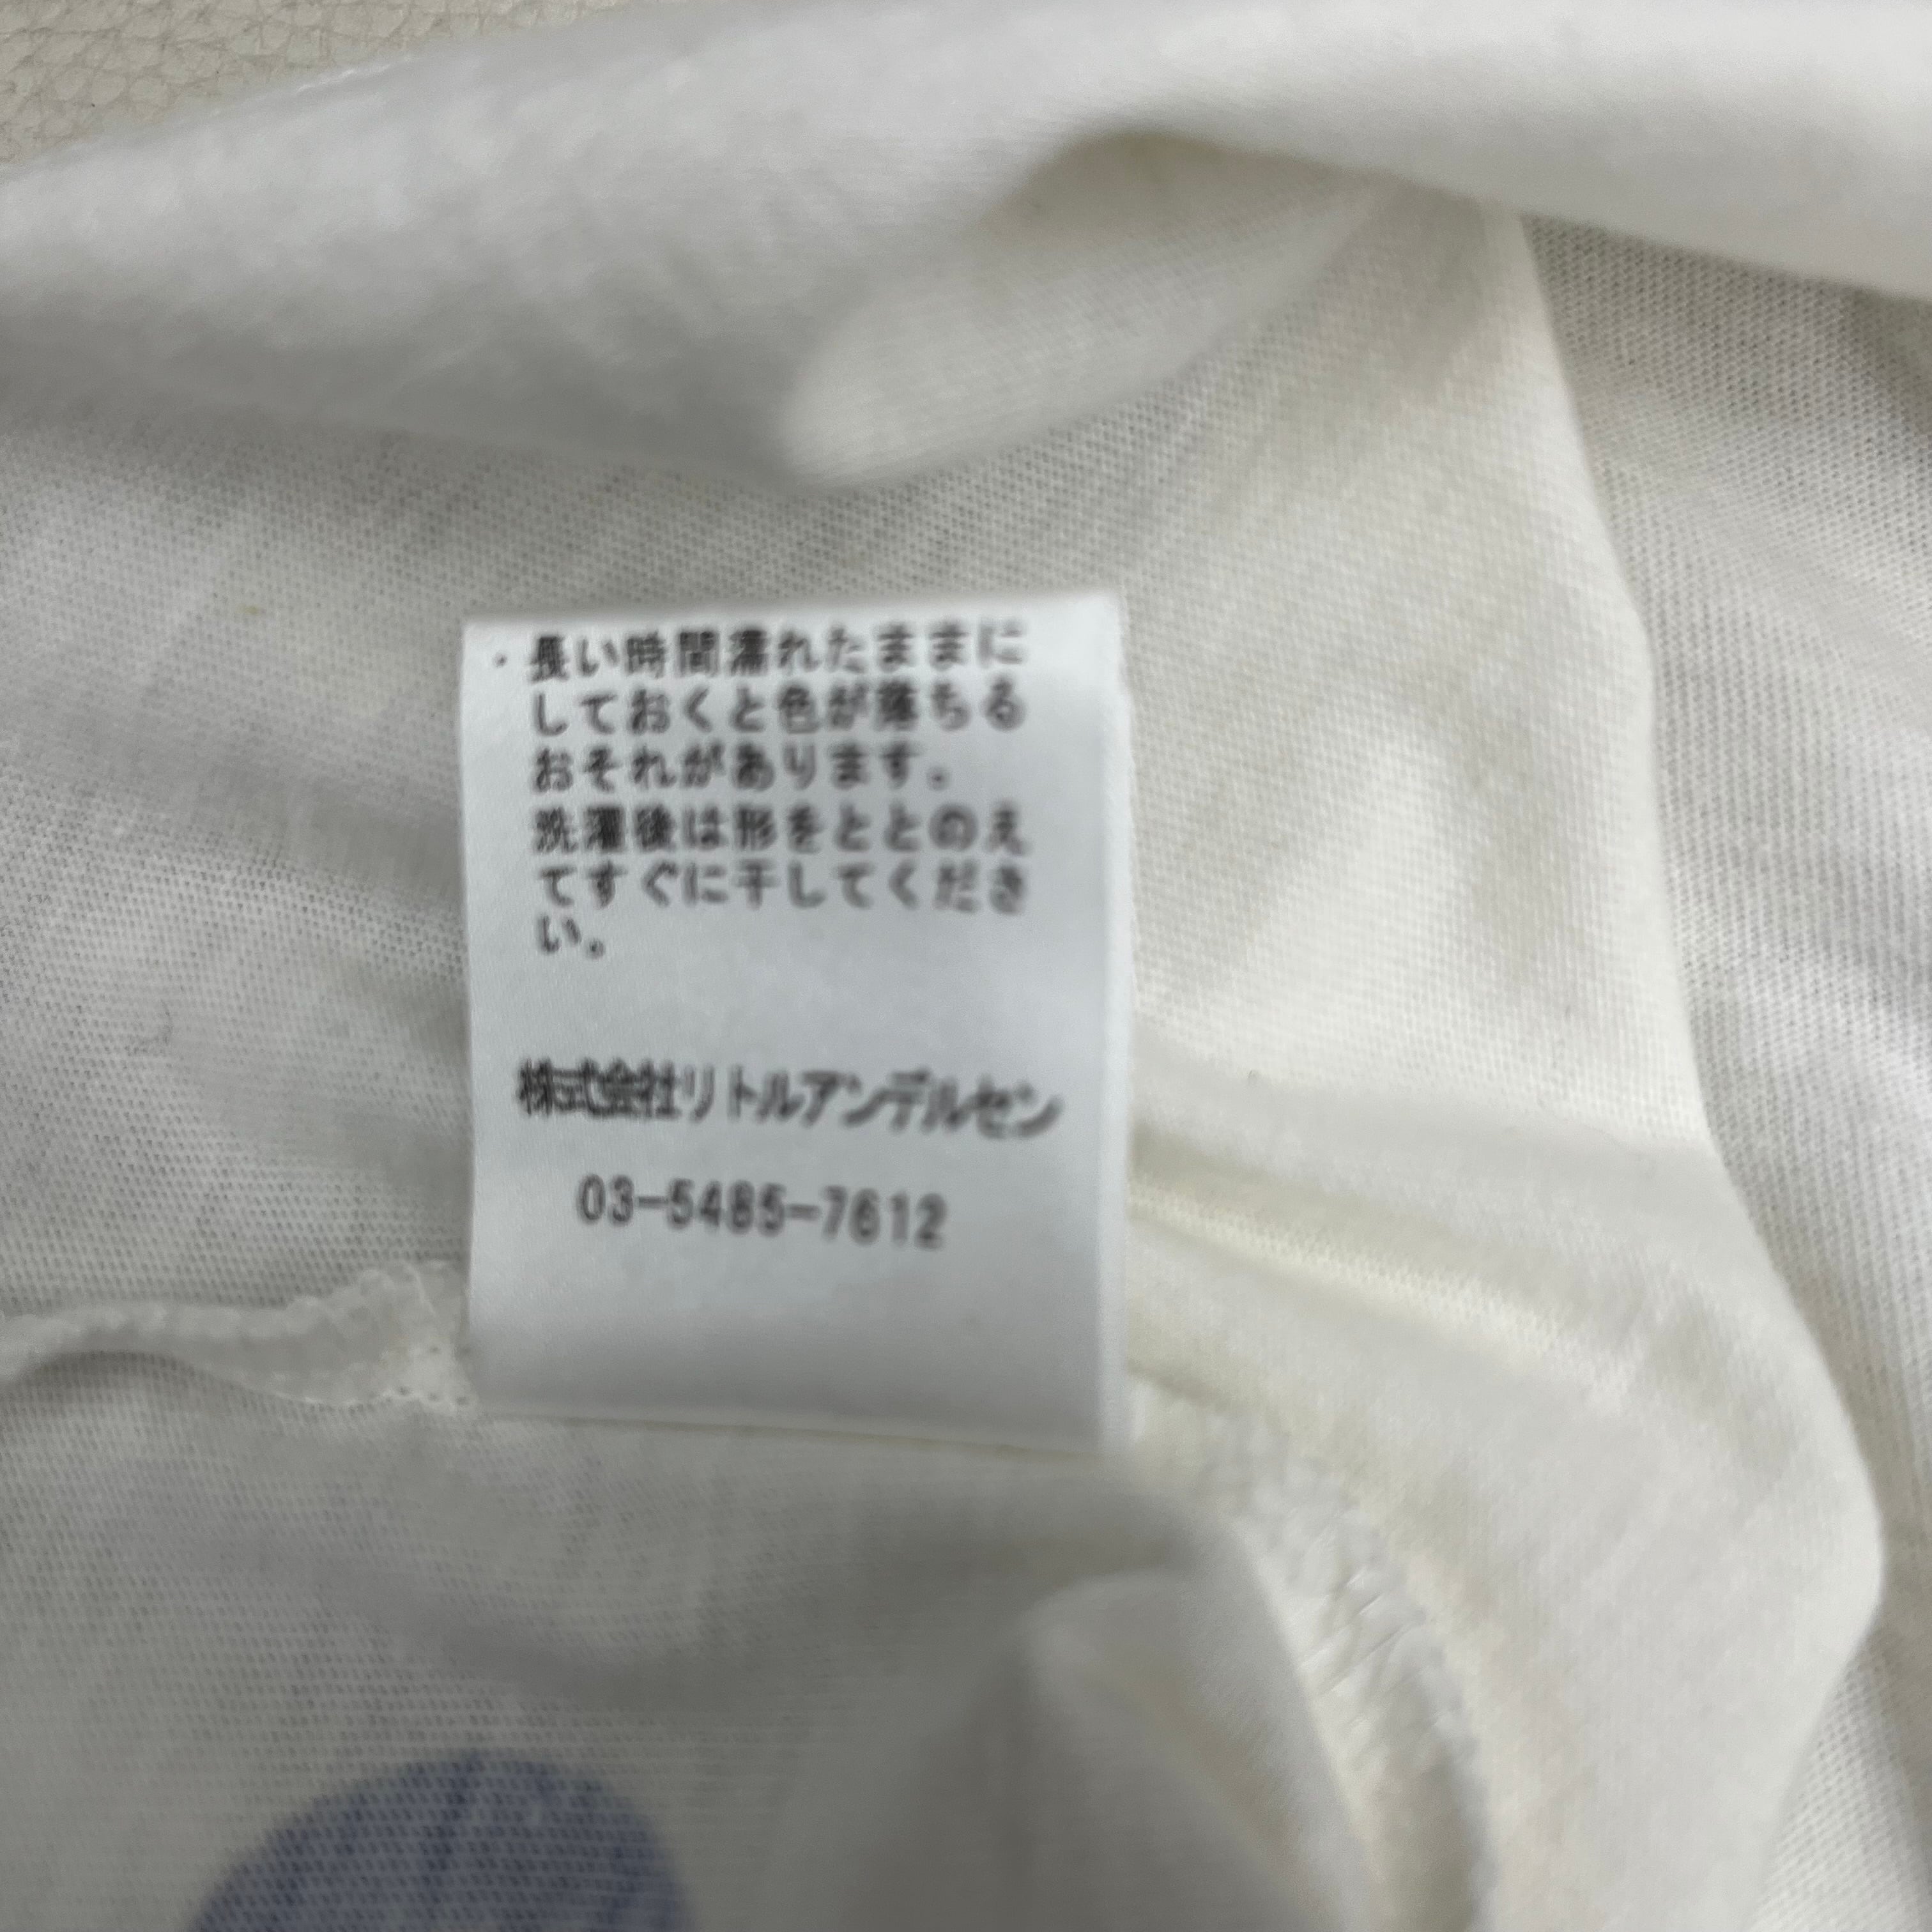 ・長い時間濡れたままに
しておくと色が落ちる
おそれがあります。
洗濯後は形をととのえ
てすぐに干してくださ
い。
株式会社リトルアンデルセン
03-5485-7612